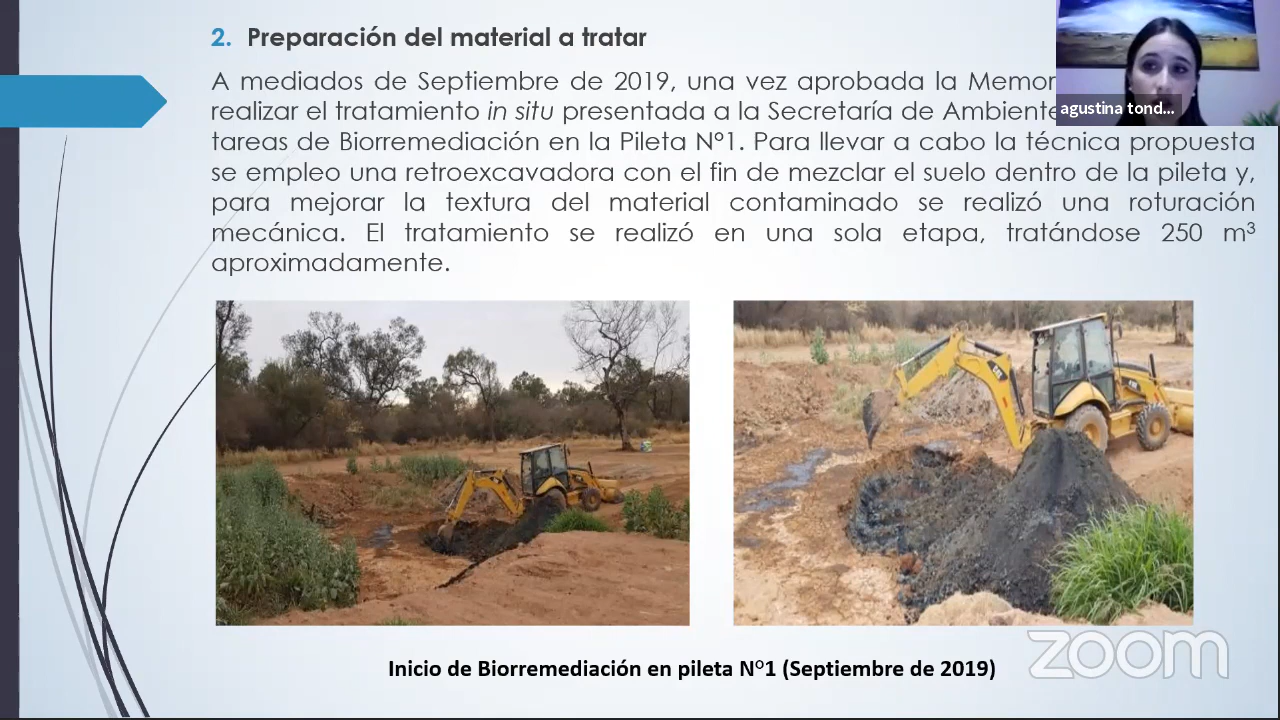 2. Preparación del material a tratar
A mediados de Septiembre de 2019, una vez aprobada la Memor
realizar el tratamiento in situ presentada a la Secretaría de Ambiente
tareas de Biorremediación en la Pileta N°1. Para llevar a cabo la técnica propuesta
se empleo una retroexcavadora con el fin de mezclar el suelo dentro de la pileta y,
para mejorar la textura del material contaminado se realizó una roturación
mecánica. El tratamiento se realizó en una sola etapa, tratándose 250 m³
aproximadamente.
agustina tond...
Inicio de Biorremediación en pileta N°1 (Septiembre de 2019)
zoom